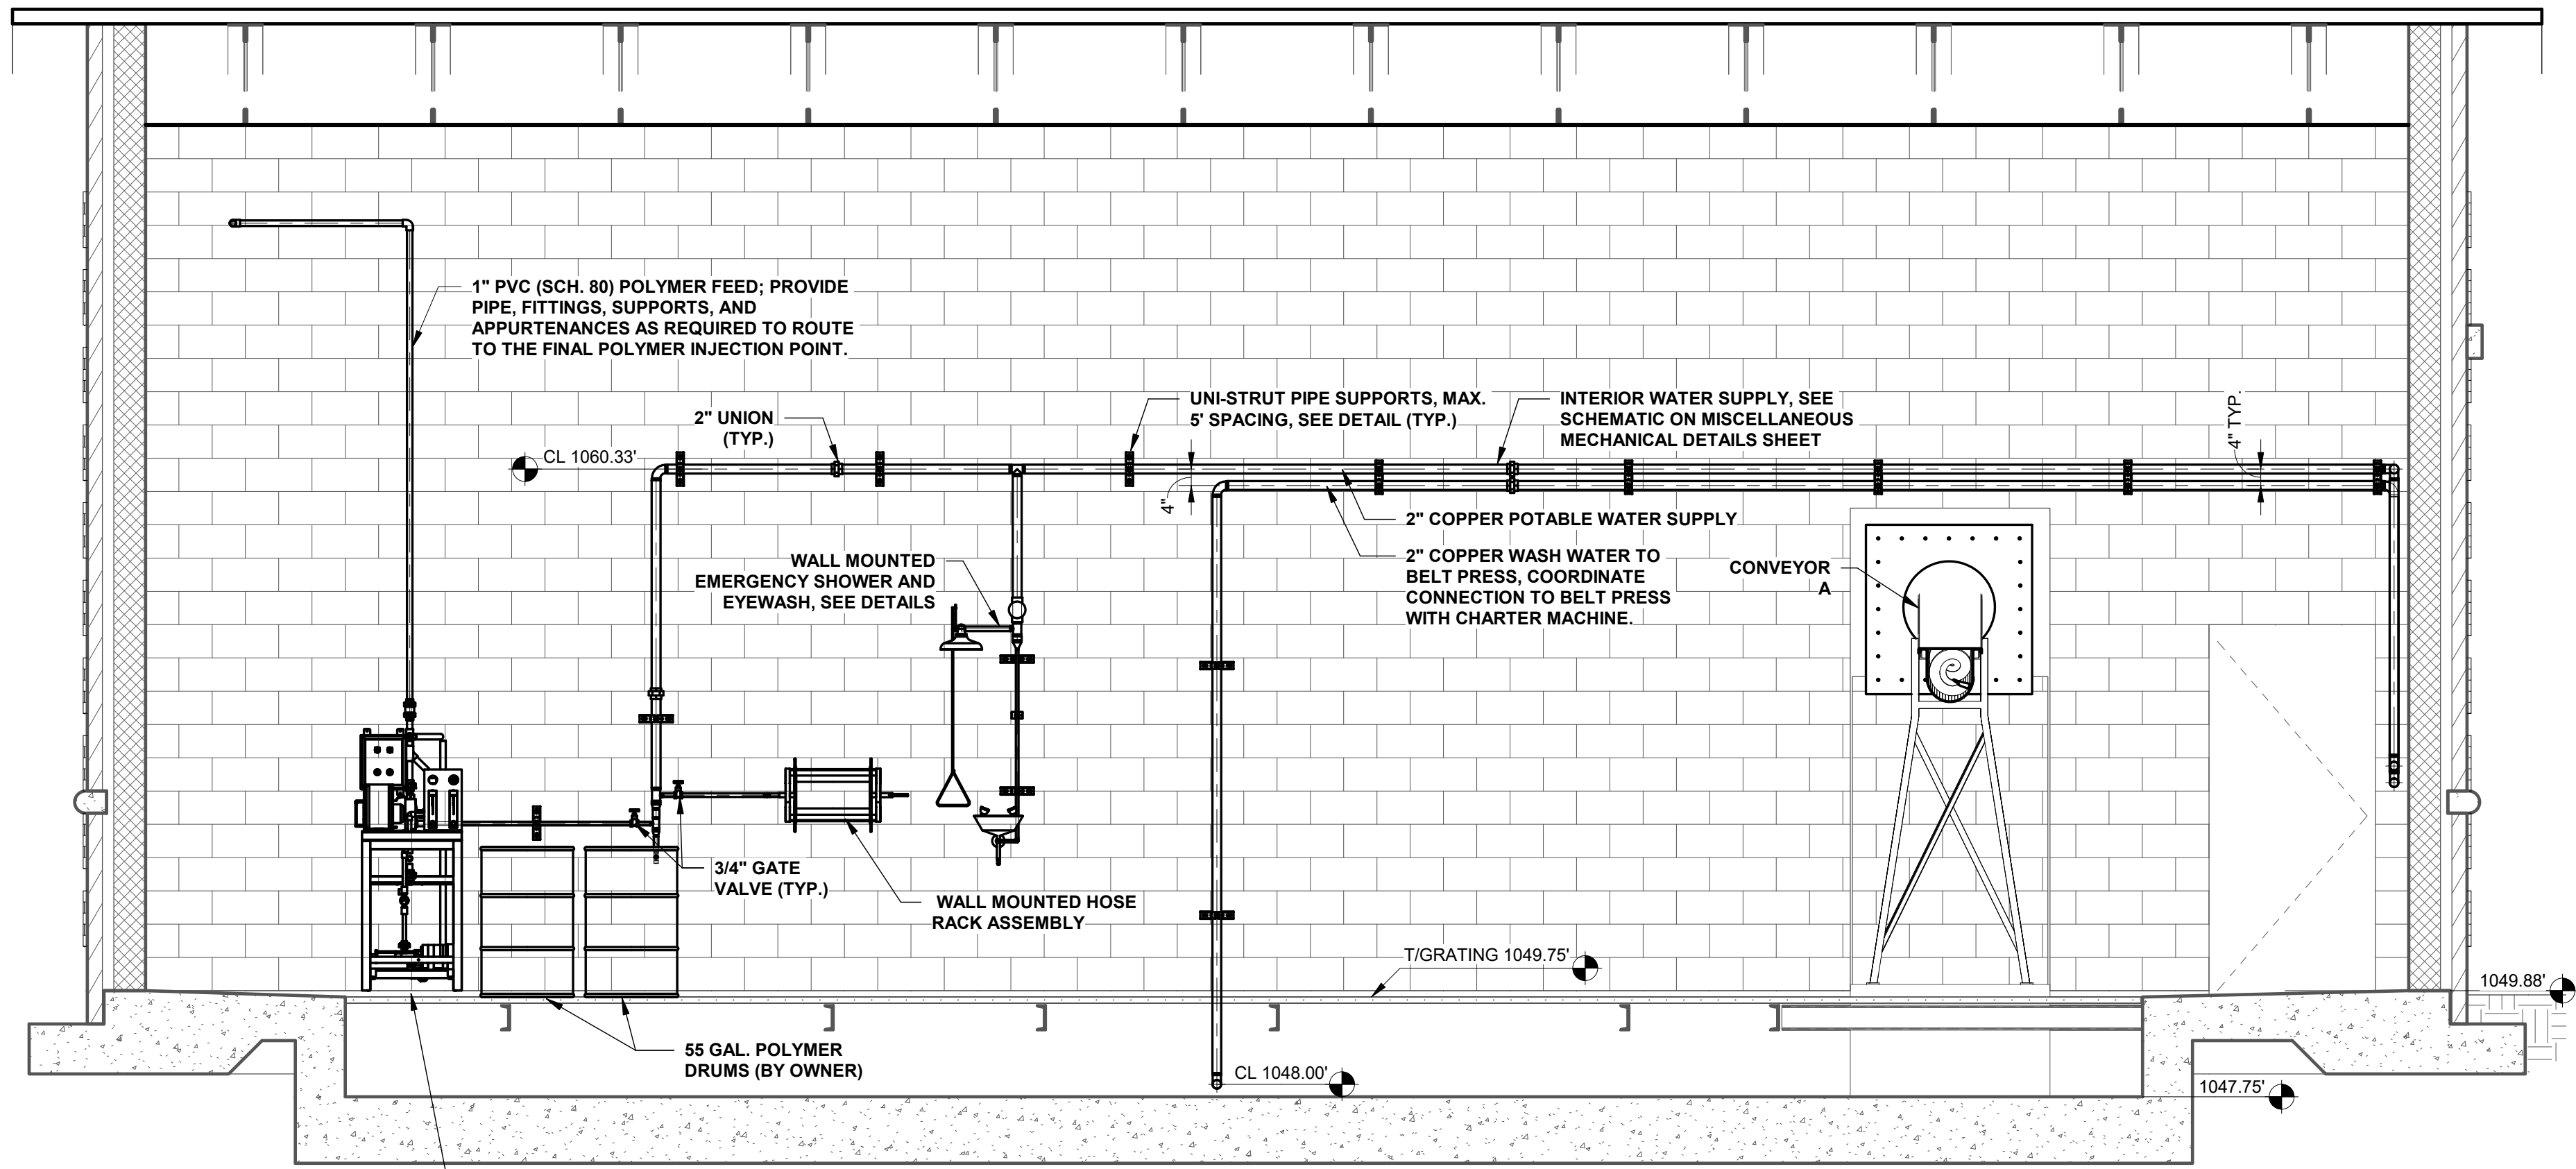 1" PVC (SCH. 80) POLYMER FEED; PROVIDE
PIPE, FITTINGS, SUPPORTS, AND
APPURTENANCES AS REQUIRED TO ROUTE
TO THE FINAL POLYMER INJECTION POINT.
2" UNION
(TYP.)
UNI-STRUT PIPE SUPPORTS, MAX.
5' SPACING, SEE DETAIL (TYP.)
INTERIOR WATER SUPPLY, SEE
SCHEMATIC ON MISCELLANEOUS
MECHANICAL DETAILS SHEET
4" TYP.
CL 1060.33'
4"
2" COPPER POTABLE WATER SUPPLY
2" COPPER WASH WATER TO
BELT PRESS, COORDINATE
CONNECTION TO BELT PRESS
WITH CHARTER MACHINE.
WALL MOUNTED
EMERGENCY SHOWER AND
EYEWASH, SEE DETAILS
CONVEYOR
A
3/4" GATE
VALVE (TYP.)
WALL MOUNTED HOSE
RACK ASSEMBLY
T/GRATING 1049.75'
1049.88'
55 GAL. POLYMER
DRUMS (BY OWNER)
CL 1048.00'
1047.75'